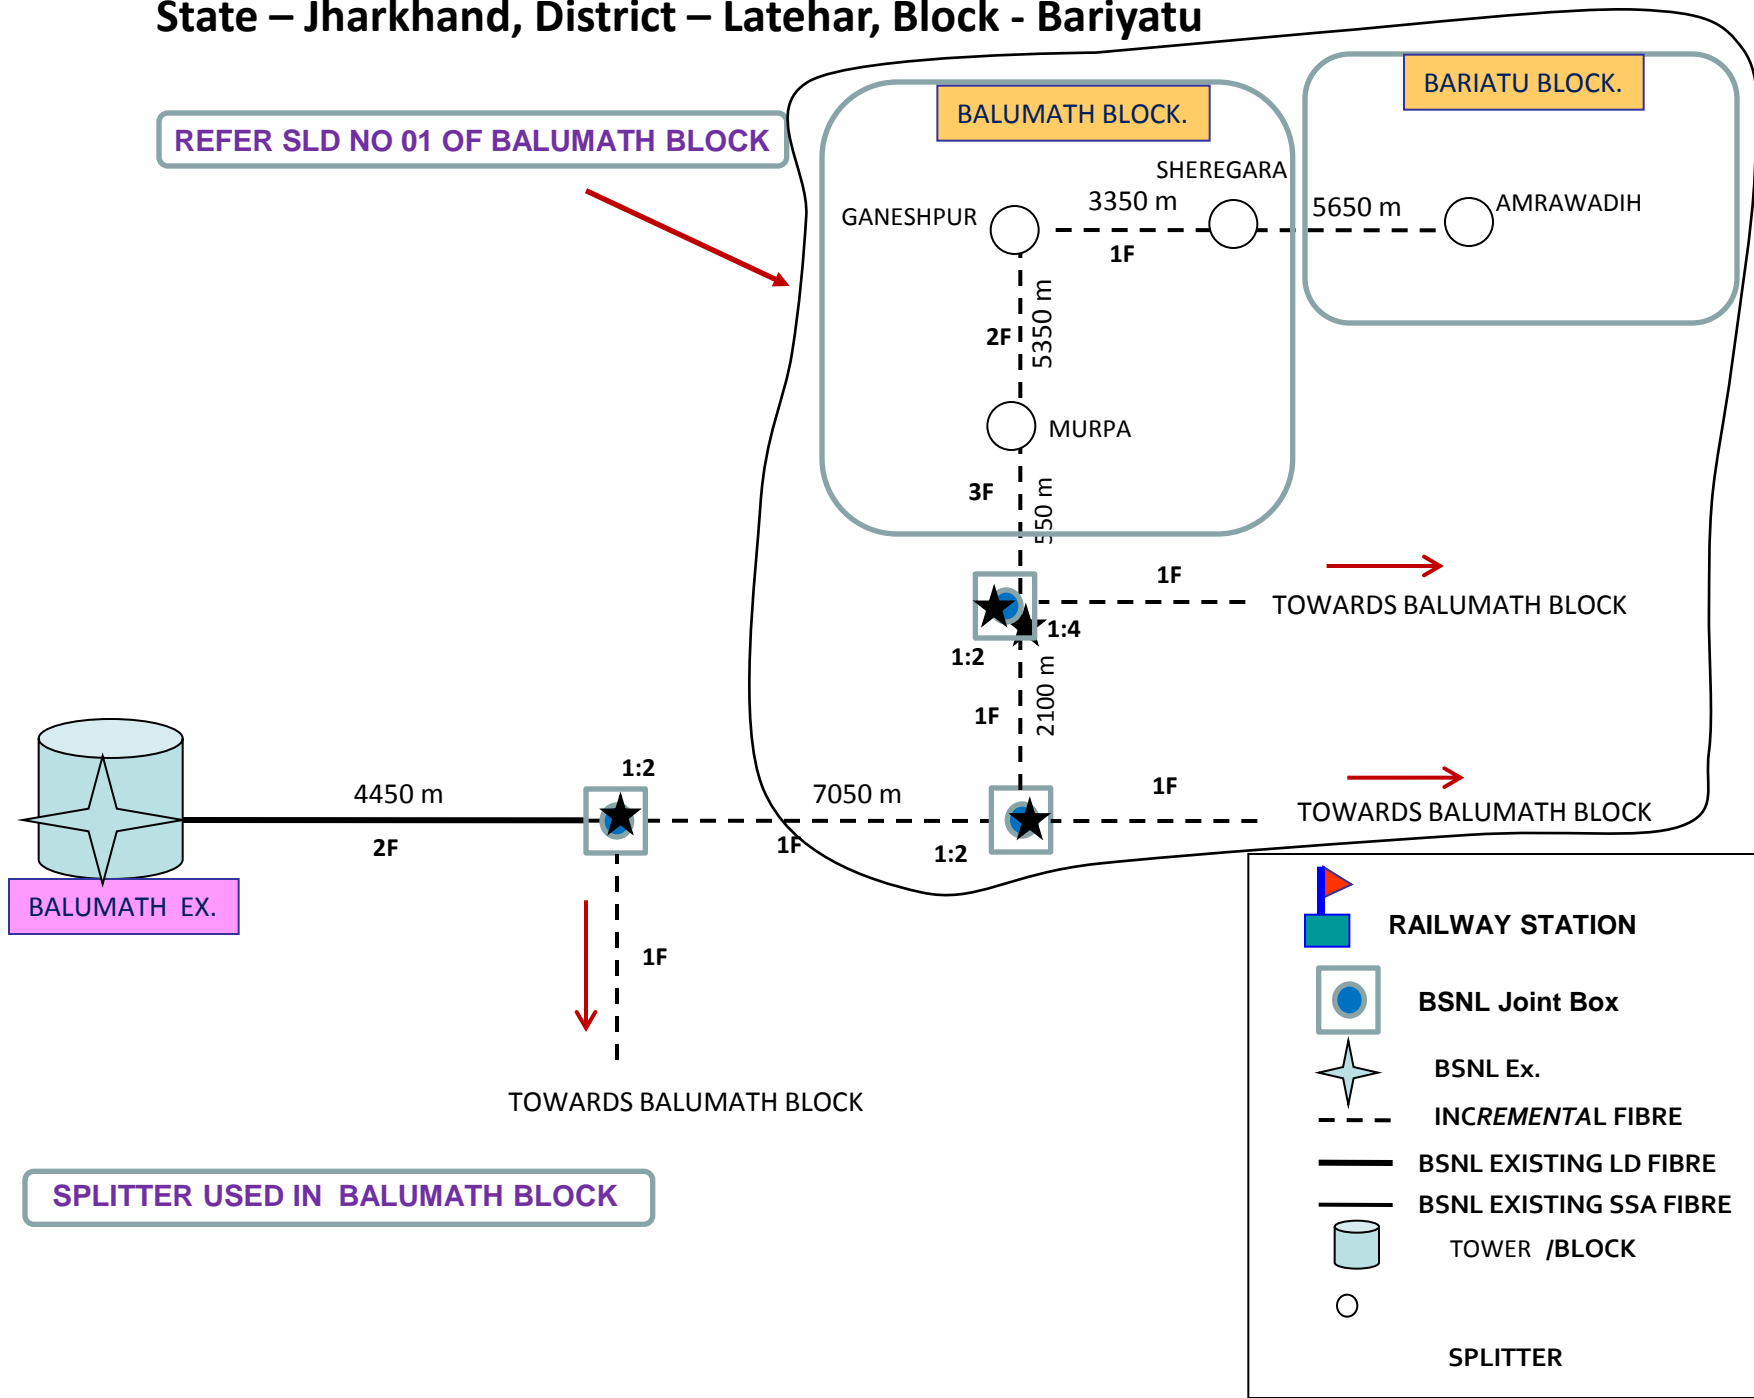 State – Jharkhand, District – Latehar, Block - Bariyatu
REFER SLD NO 01 OF BALUMATH BLOCK
BALUMATH BLOCK.
BARIATU BLOCK.
SHEREGARA
GANESHPUR
3350 m
5650 m
AMRAWADIH
1F
2F
5350 m
MURPA
3F
550 m
1F
TOWARDS BALUMATH BLOCK
1:4
1:2
1F
2100 m
1:2
4450 m
2F
7050 m
1F
1:2
1F
TOWARDS BALUMATH BLOCK
BALUMATH EX.
1F
TOWARDS BALUMATH BLOCK
SPLITTER USED IN BALUMATH BLOCK
RAILWAY STATION
BSNL Joint Box
BSNL Ex.
INCREMENTAL FIBRE
BSNL EXISTING LD FIBRE
BSNL EXISTING SSA FIBRE
TOWER /BLOCK
SPLITTER